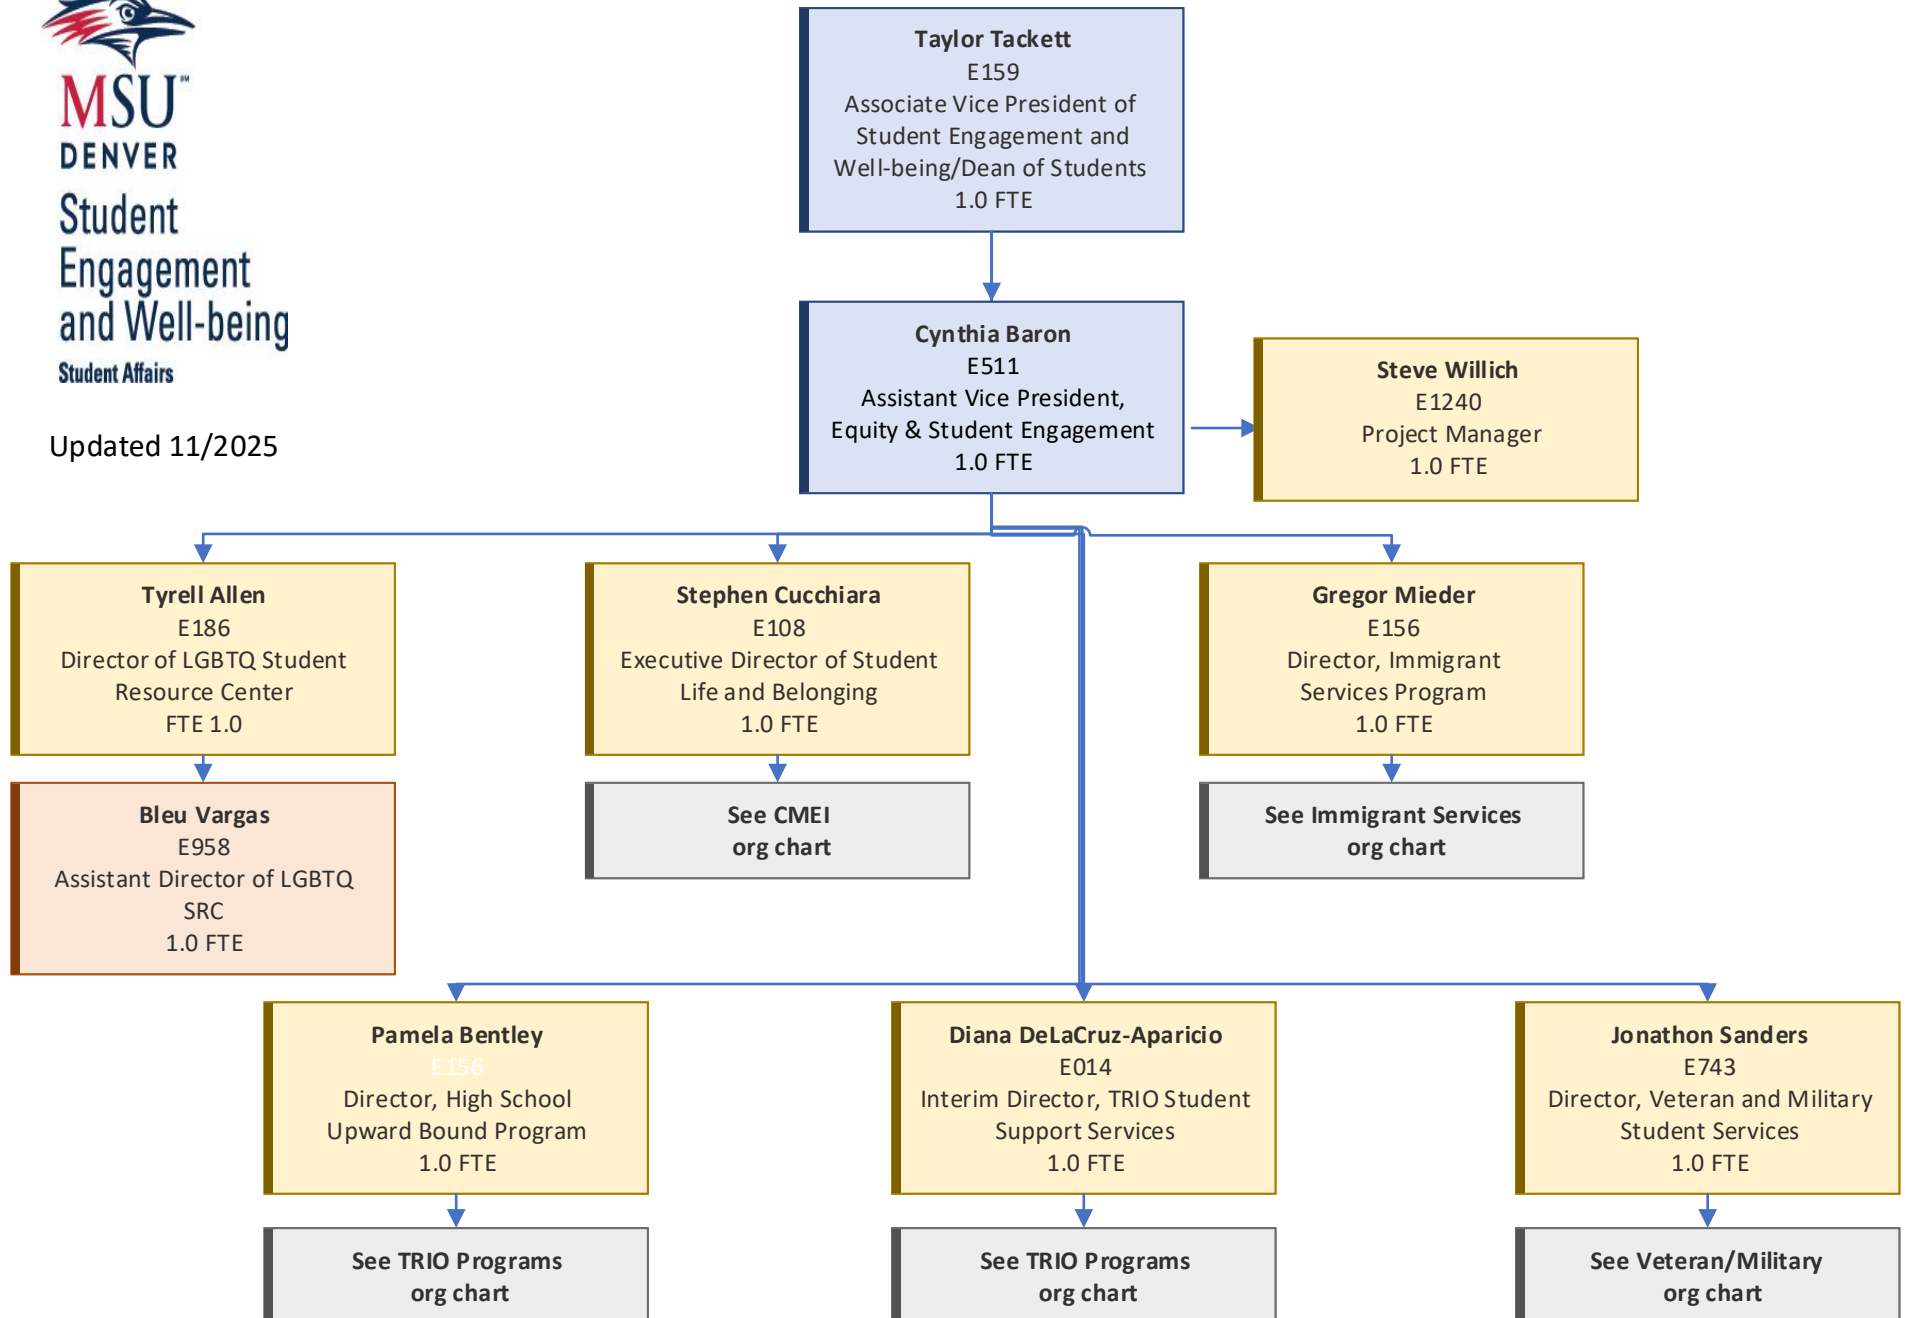 MSU
DENVER
Student
Engagement
and Well-being
Student Affairs
Updated 11/2025
Taylor Tackett
E159
Associate Vice President of
Student Engagement and
Well-being/Dean of Students
1.0 FTE
Cynthia Baron
E511
Assistant Vice President,
Equity & Student Engagement
1.0 FTE
Steve Willich
E1240
Project Manager
1.0 FTE
Tyrell Allen
E186
Director of LGBTQ Student
Resource Center
FTE 1.0
Stephen Cucchiara
E108
Executive Director of Student
Life and Belonging
1.0 FTE
Gregor Mieder
E156
Director, Immigrant
Services Program
1.0 FTE
Bleu Vargas
E958
Assistant Director of LGBTQ
SRC
1.0 FTE
See CMEI
org chart
See Immigrant Services
org chart
Pamela Bentley
E156
Director, High School
Upward Bound Program
1.0 FTE
Diana DeLaCruz-Aparicio
E014
Interim Director, TRIO Student
Support Services
1.0 FTE
Jonathon Sanders
E743
Director, Veteran and Military
Student Services
1.0 FTE
See TRIO Programs
org chart
See TRIO Programs
org chart
See Veteran/Military
org chart